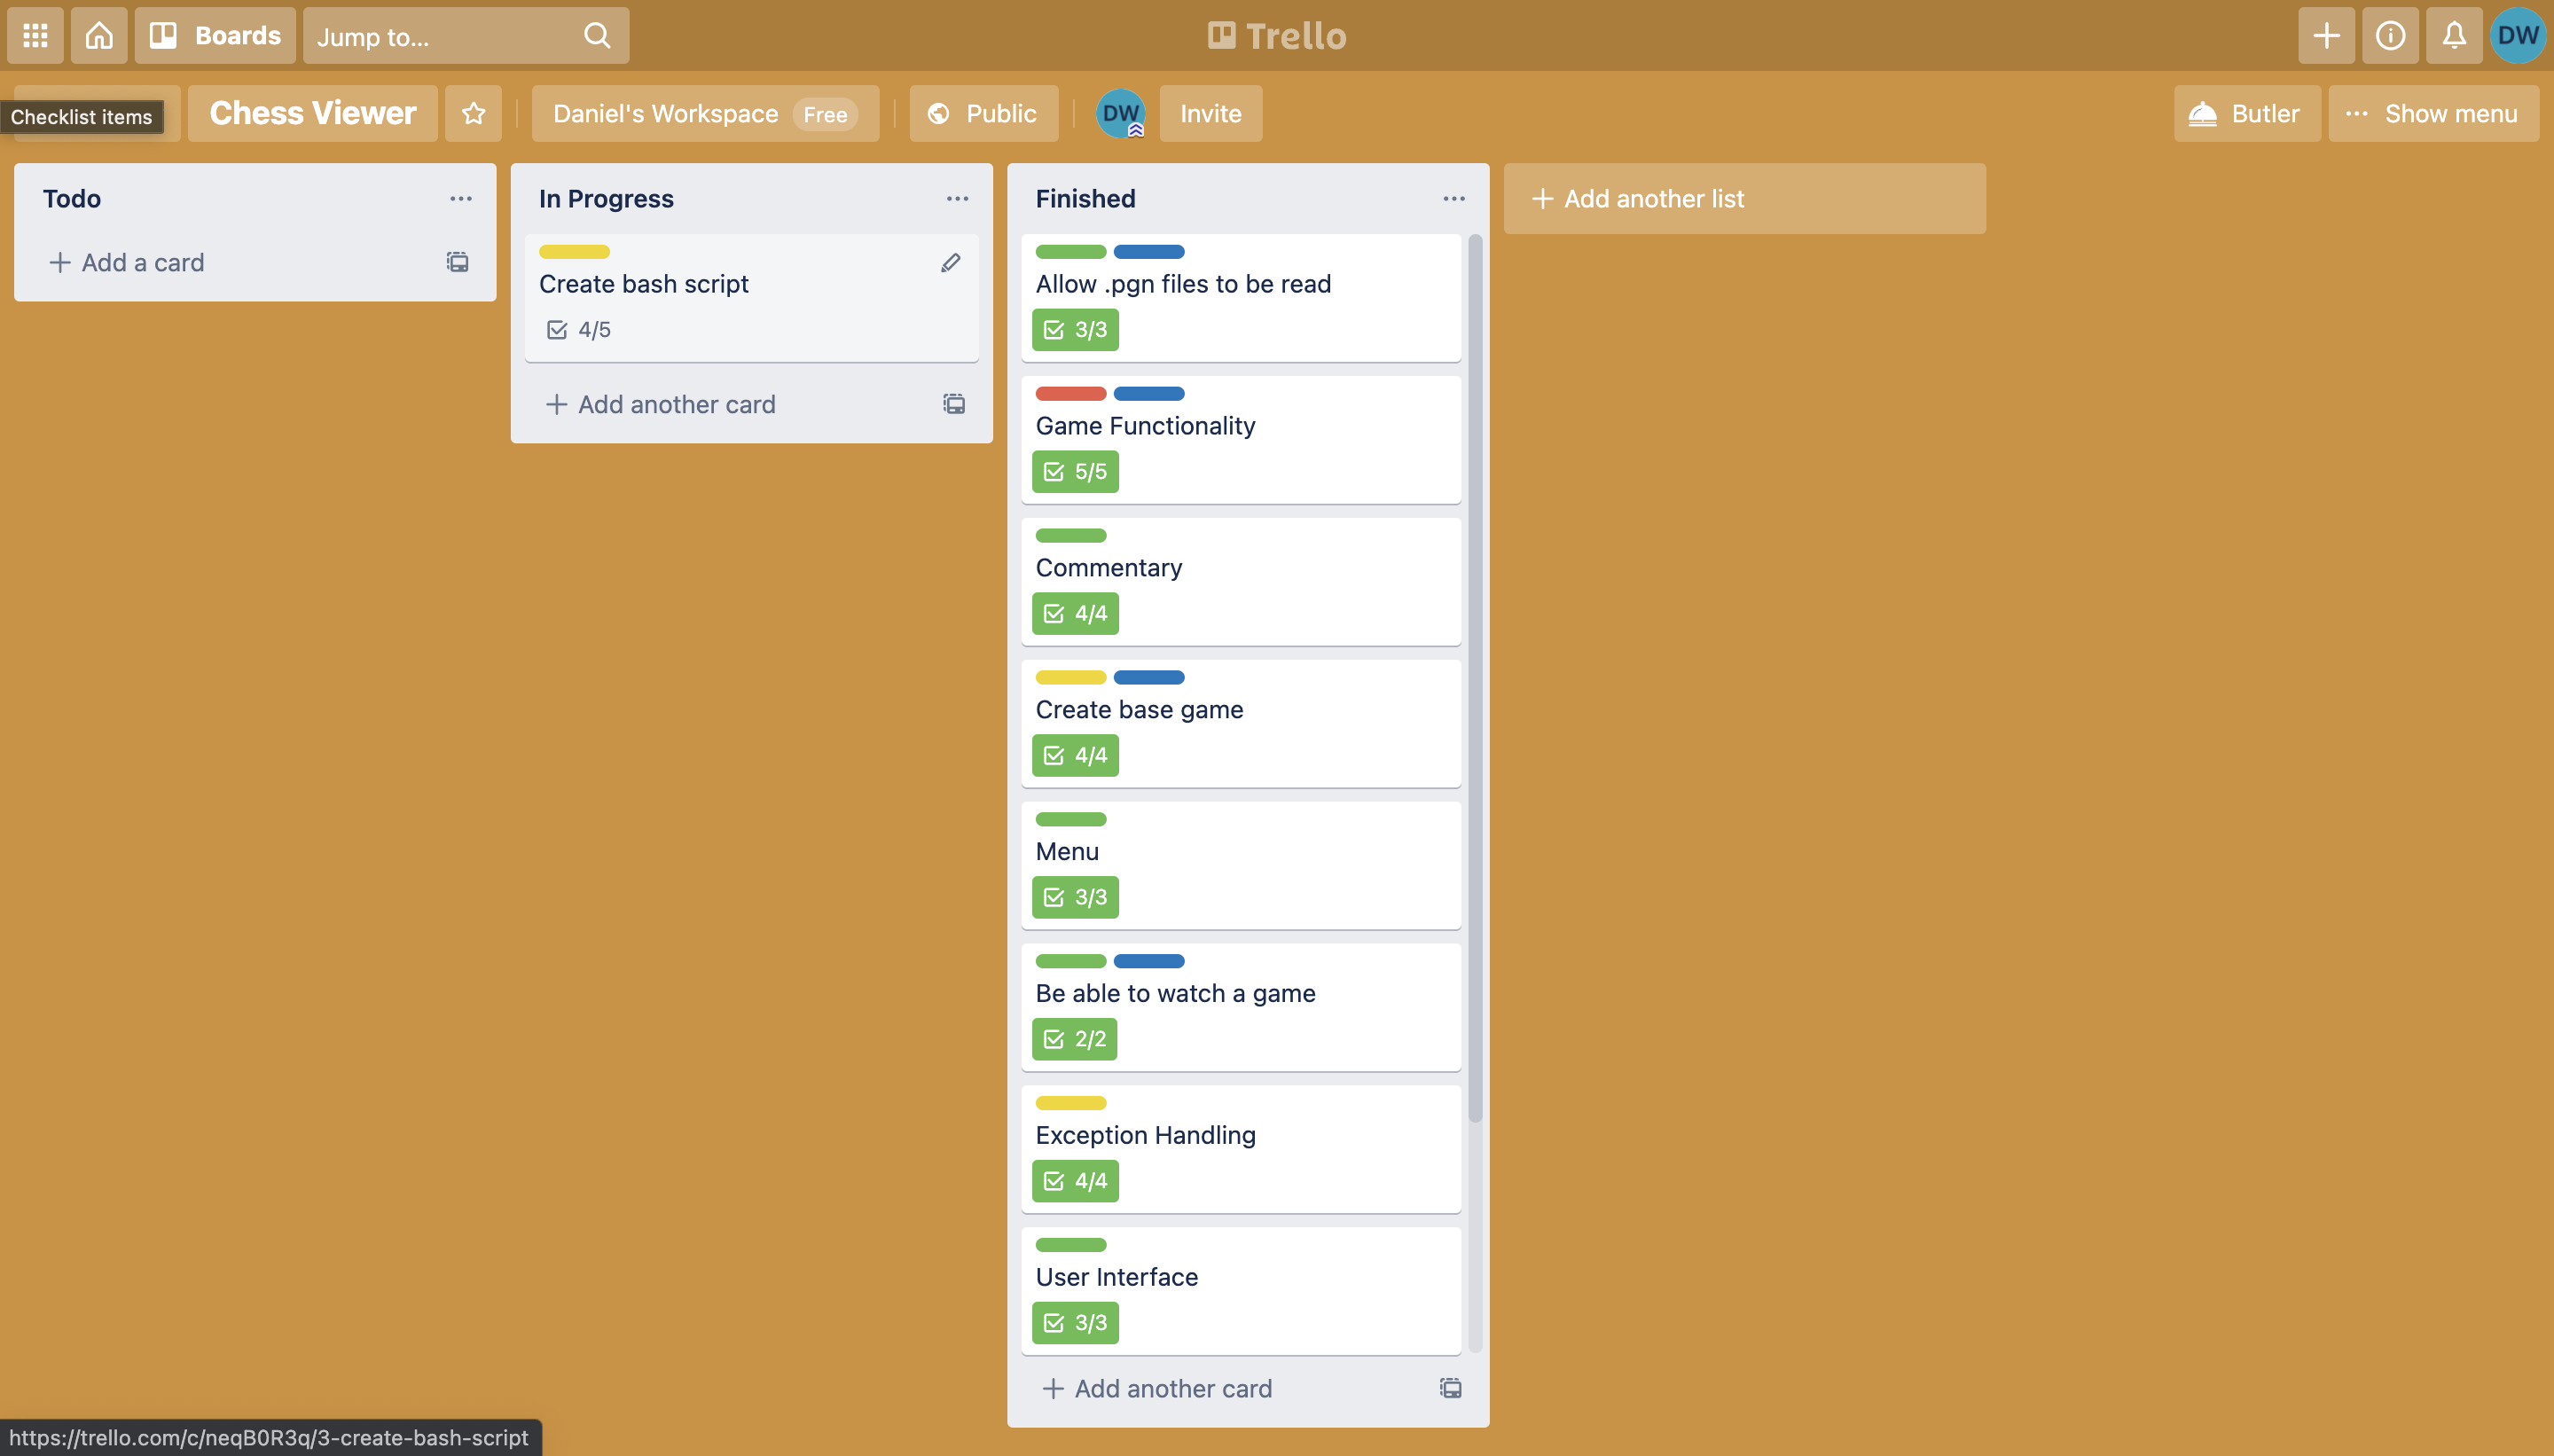 Boards
Jump to...
Trello
DW
Checklist items
Chess Viewer
Daniel's Workspace Free
Public
DW
Invite
Butler
Show menu
Todo
Add a card
In Progress
Create bash script
4/5
Add another card
Finished
Allow .pgn files to be read
3/3
Game Functionality
5/5
Commentary
4/4
Create base game
4/4
Menu
3/3
Be able to watch a game
2/2
Exception Handling
4/4
User Interface
3/3
Add another card
Add another list
https://trello.com/c/neqB0R3q/3-create-bash-script